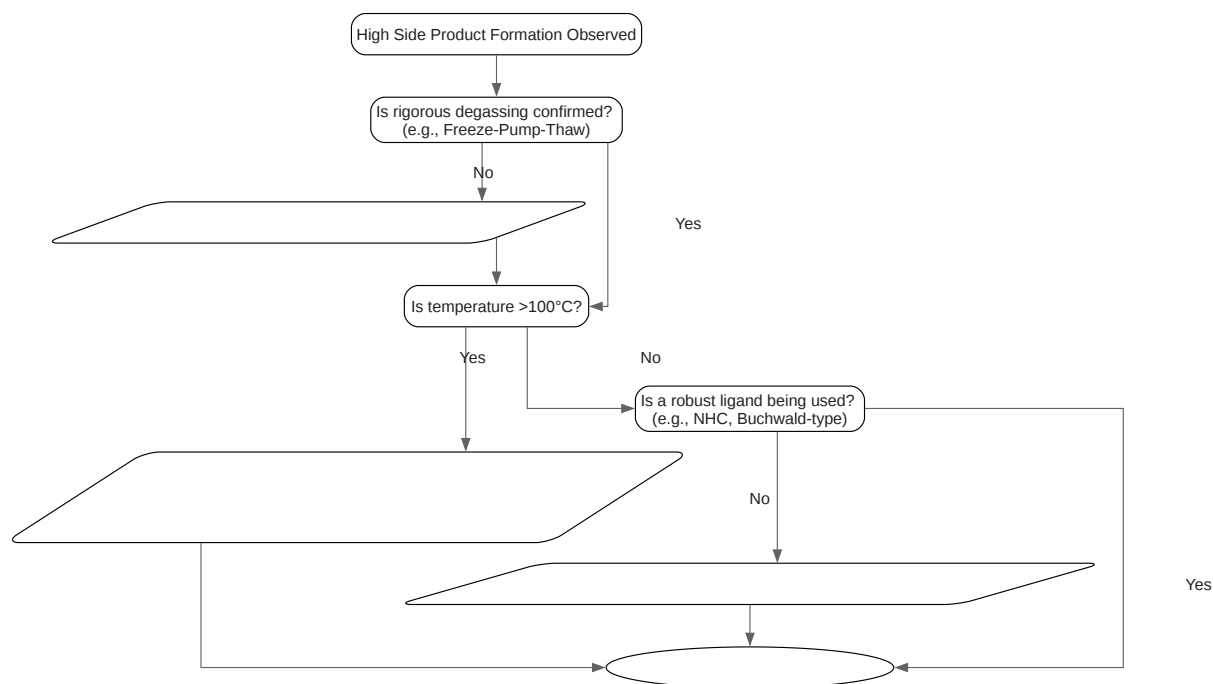 High Side Product Formation Observed
Is rigorous degassing confirmed?
(e.g., Freeze-Pump-Thaw)
No
Yes
Is temperature >100°C?
Yes
No
Is a robust ligand being used?
(e.g., NHC, Buchwald-type)
No
Yes